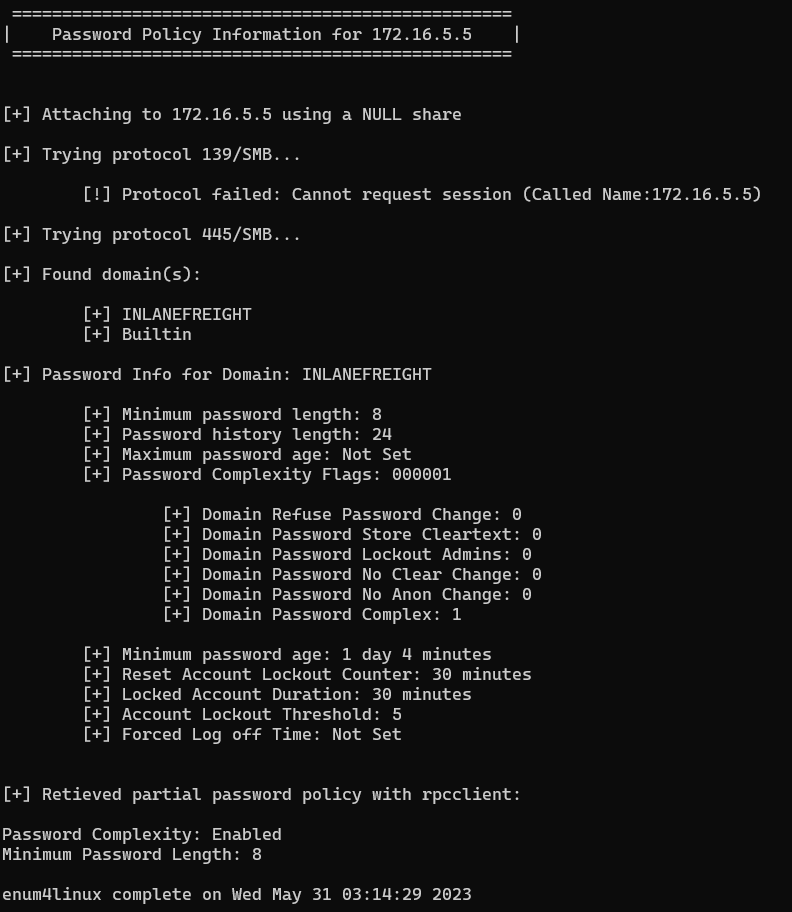 ==================================================
|    Password Policy Information for 172.16.5.5    |
==================================================
[+] Attaching to 172.16.5.5 using a NULL share
[+] Trying protocol 139/SMB...
[!] Protocol failed: Cannot request session (Called Name:172.16.5.5)
[+] Trying protocol 445/SMB...
[+] Found domain(s):
[+] INLANEFREIGHT
[+] Builtin
[+] Password Info for Domain: INLANEFREIGHT
[+] Minimum password length: 8
[+] Password history length: 24
[+] Maximum password age: Not Set
[+] Password Complexity Flags: 000001
[+] Domain Refuse Password Change: 0
[+] Domain Password Store Cleartext: 0
[+] Domain Password Lockout Admins: 0
[+] Domain Password No Clear Change: 0
[+] Domain Password No Anon Change: 0
[+] Domain Password Complex: 1
[+] Minimum password age: 1 day 4 minutes
[+] Reset Account Lockout Counter: 30 minutes
[+] Locked Account Duration: 30 minutes
[+] Account Lockout Threshold: 5
[+] Forced Log off Time: Not Set
[+] Retieved partial password policy with rpcclient:
Password Complexity: Enabled
Minimum Password Length: 8
enum4linux complete on Wed May 31 03:14:29 2023